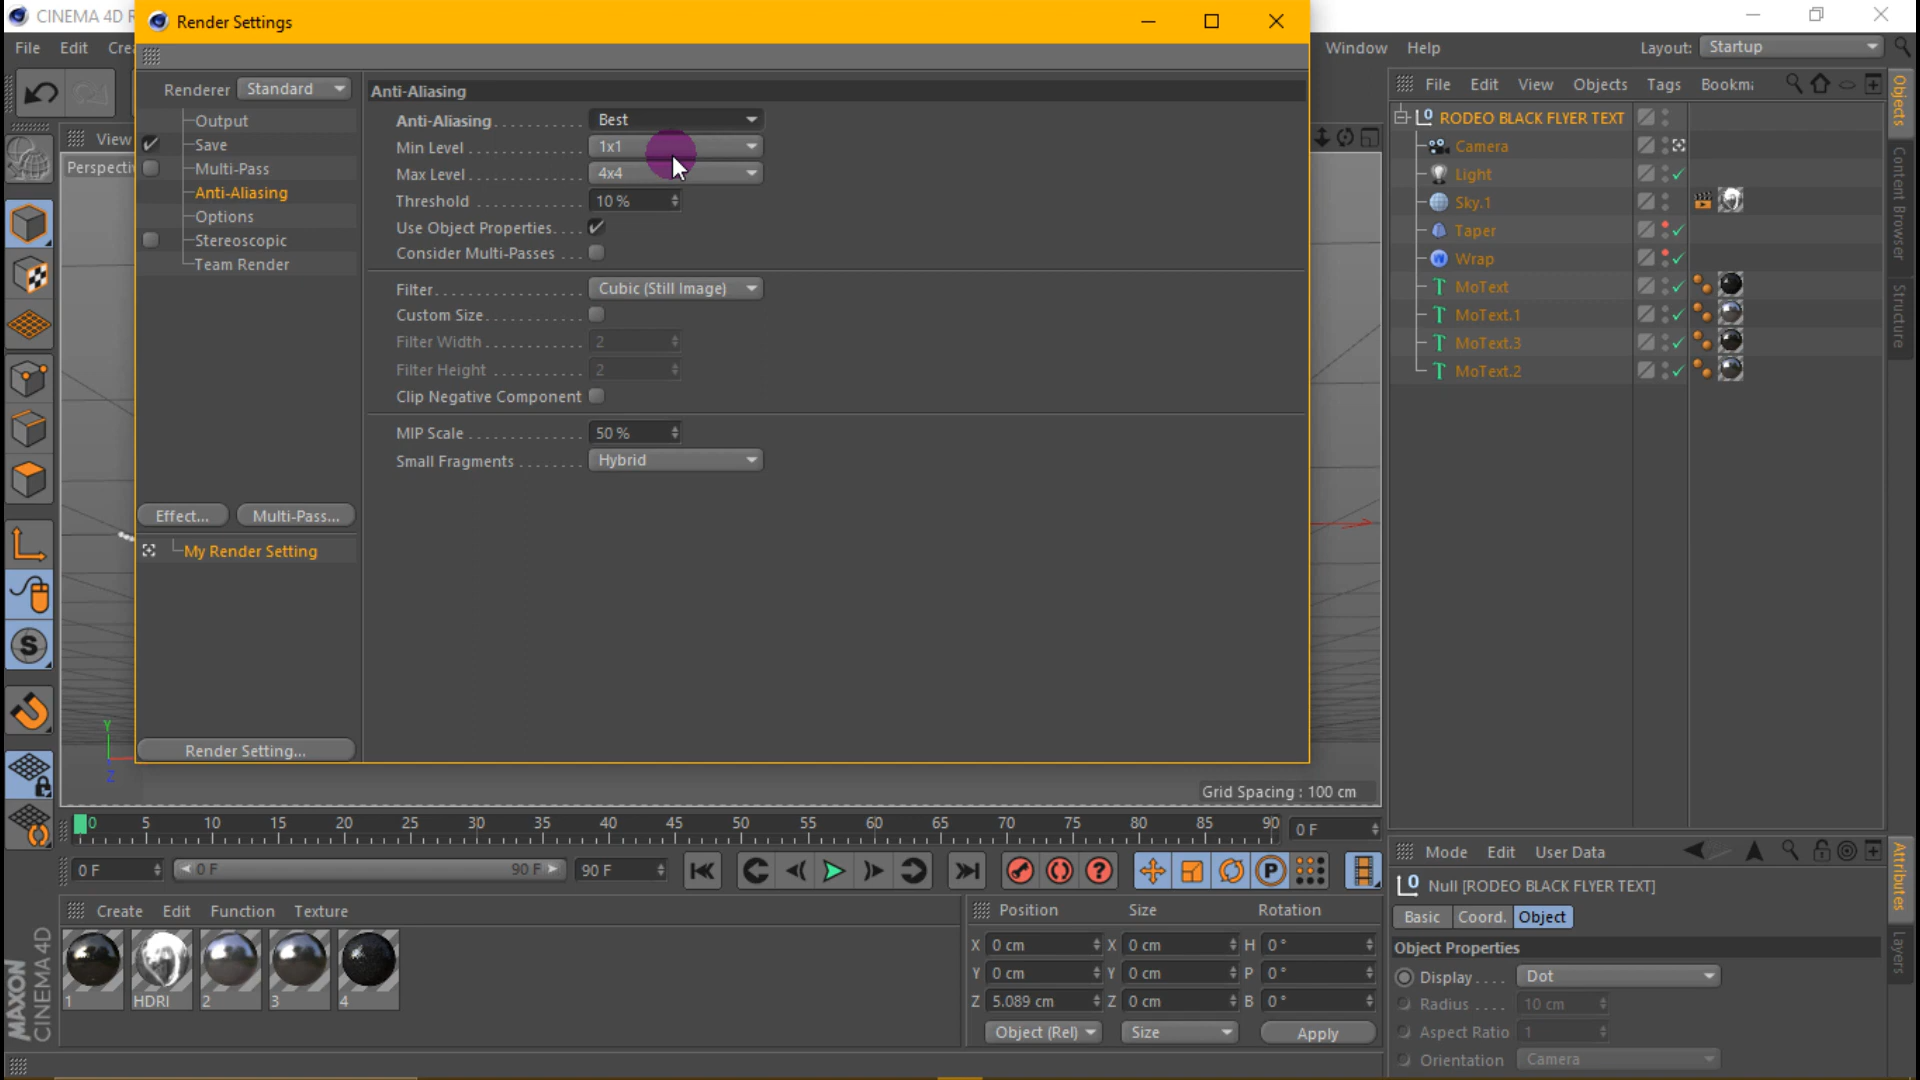 CINEMA 4D R
Render Settings
File Edit Crea
Window Help
Layout: Startup
Renderer Standard
Output
Save
Multi-Pass
Anti-Aliasing
Options
Stereoscopic
Team Render
Effect... Multi-Pass...
My Render Setting
Render Setting...
Anti-Aliasing
Anti-Aliasing Best
Min Level 1x1
Max Level 4x4
Threshold 10 %
Use Object Properties
Consider Multi-Passes
Filter Cubic (Still Image)
Custom Size
Filter Width 2
Filter Height 2
Clip Negative Component
MIP Scale 50 %
Small Fragments Hybrid
View
Perspectiv
Y
Z
Grid Spacing : 100 cm
File Edit View Objects Tags Bookma
RODEO BLACK FLYER TEXT
Camera
Light
Sky.1
Taper
Wrap
MoText
MoText.1
MoText.3
MoText.2
Objects
Content Browser
Structure
0 5 10 15 20 25 30 35 40 45 50 55 60 65 70 75 80 85 90 0 F
0 F 0 F 90 F 90 F
Create Edit Function Texture
1 HDRI 2 3 4
MAXON
CINEMA 4D
Position Size Rotation
X 0 cm X 0 cm H 0 °
Y 0 cm Y 0 cm P 0 °
Z 5.089 cm Z 0 cm B 0 °
Object (Rel) Size Apply
Mode Edit User Data
Null [RODEO BLACK FLYER TEXT]
Basic Coord. Object
Object Properties
Display Dot
Radius 10 cm
Aspect Ratio 1
Orientation Camera
Attributes
Layers